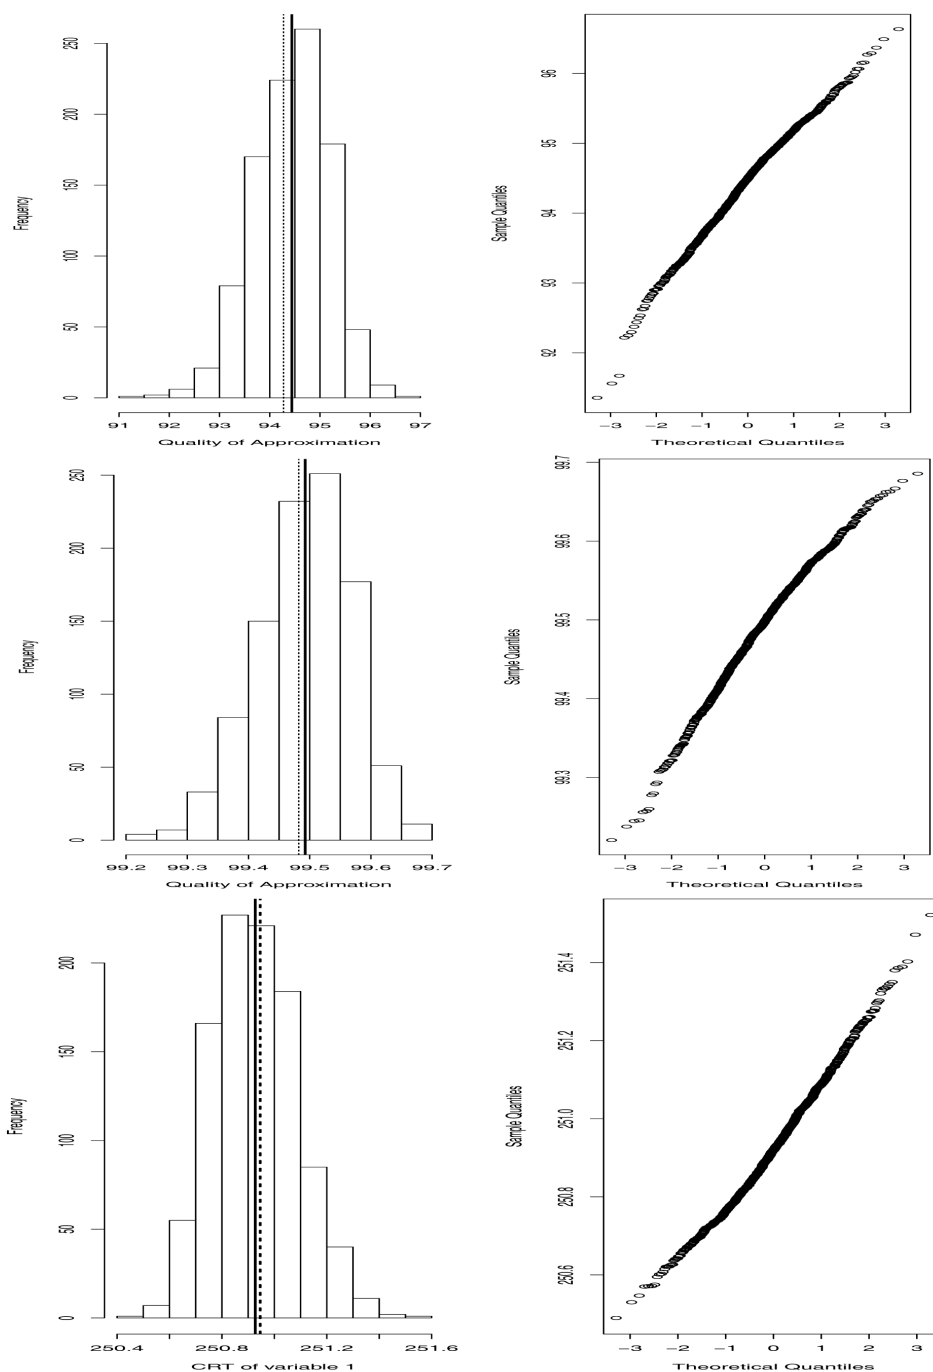 Frequency
250
200
150
100
50
0
91 92 93 94 95 96 97
Quality of Approximation
Sample Quantiles
96
95
94
93
92
−3 −2 −1 0 1 2 3
Theoretical Quantiles
Frequency
250
200
150
100
50
0
99.2 99.3 99.4 99.5 99.6 99.7
Quality of Approximation
Sample Quantiles
99.7
99.6
99.5
99.4
99.3
−3 −2 −1 0 1 2 3
Theoretical Quantiles
Frequency
200
150
100
50
0
250.4 250.8 251.2 251.6
CRT of variable 1
Sample Quantiles
251.4
251.2
251.0
250.8
250.6
−3 −2 −1 0 1 2 3
Theoretical Quantiles